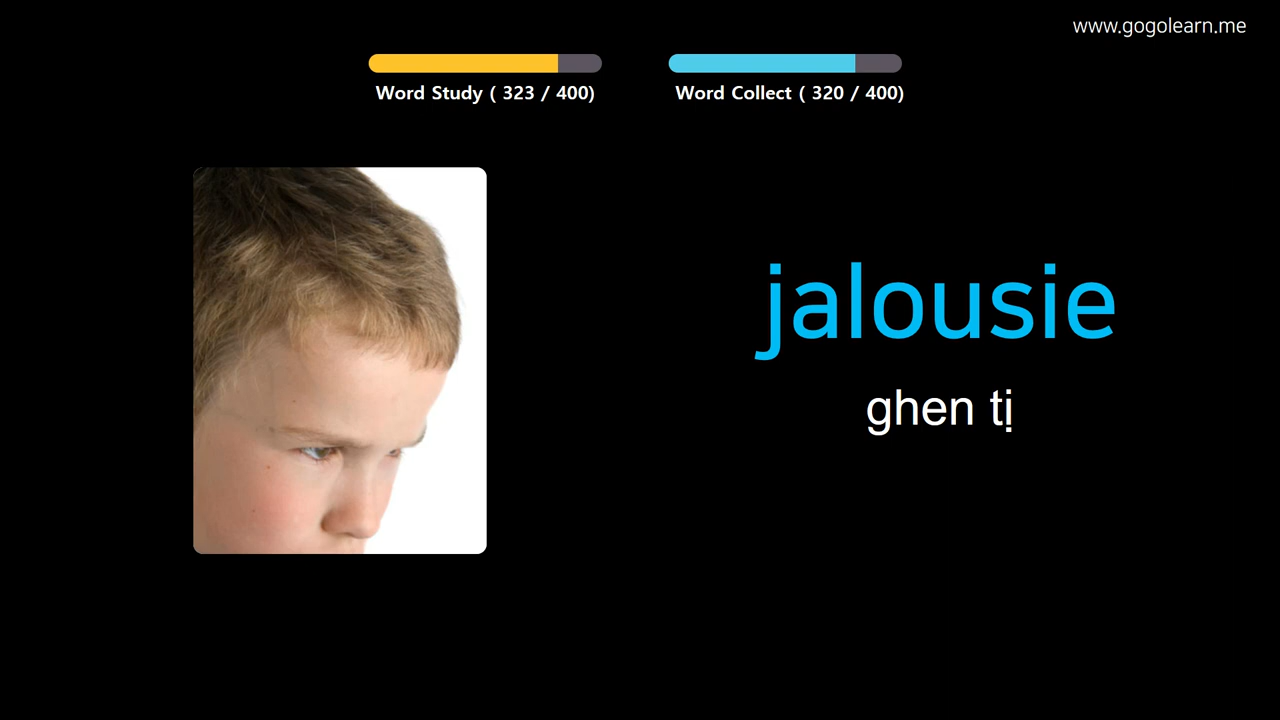 www.gogolearn.me
Word Study ( 323 / 400)
Word Collect ( 320 / 400)
jalousie
ghen tị